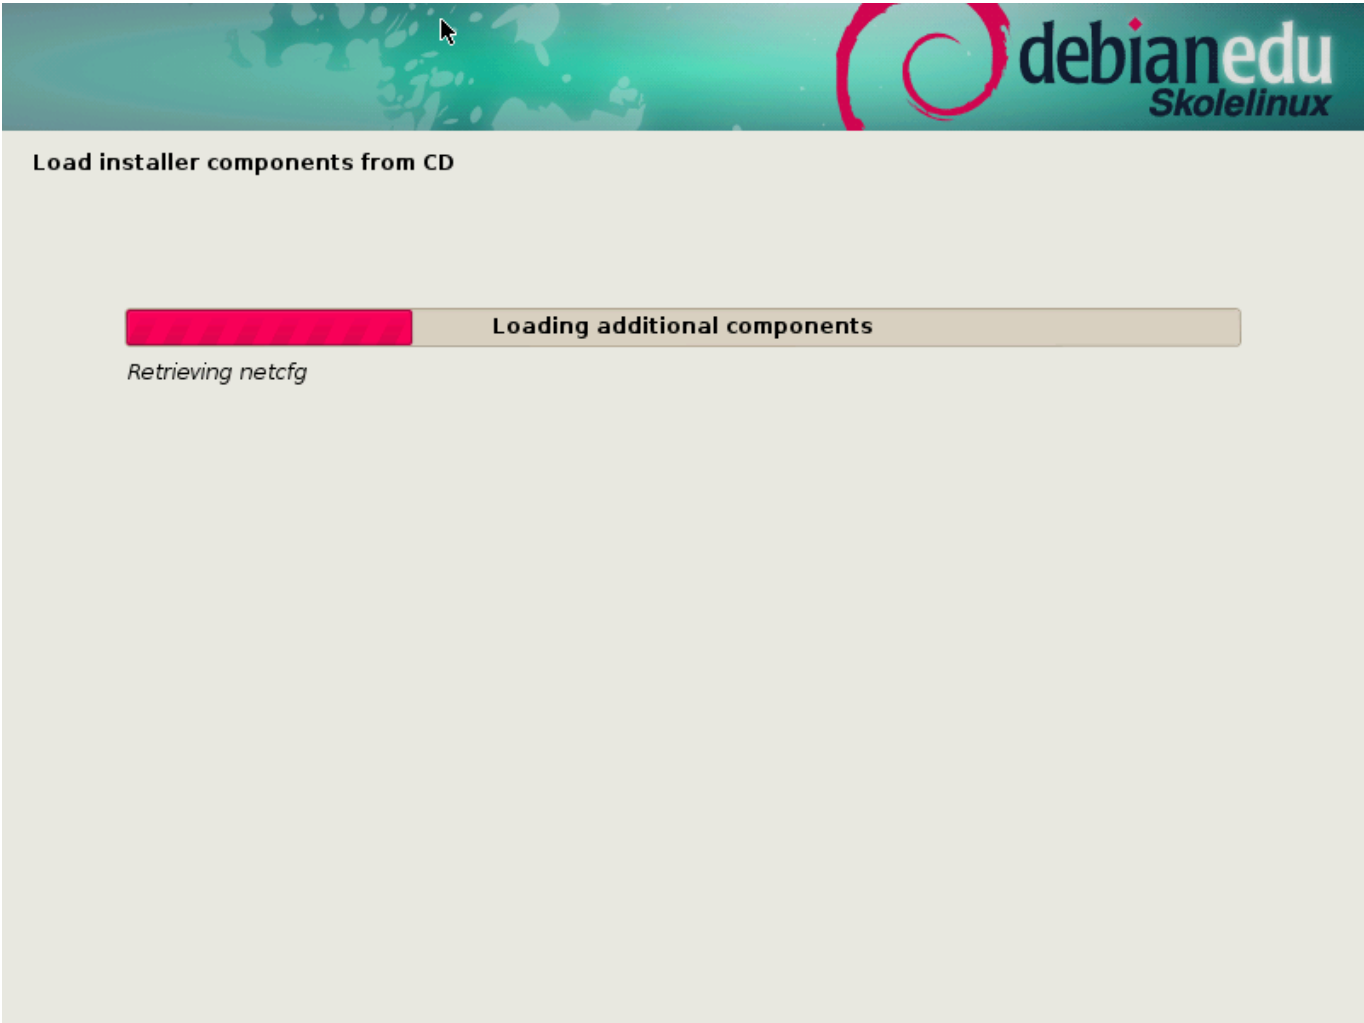 debianedu
Skolelinux
Load installer components from CD
Loading additional components
Retrieving netcfg